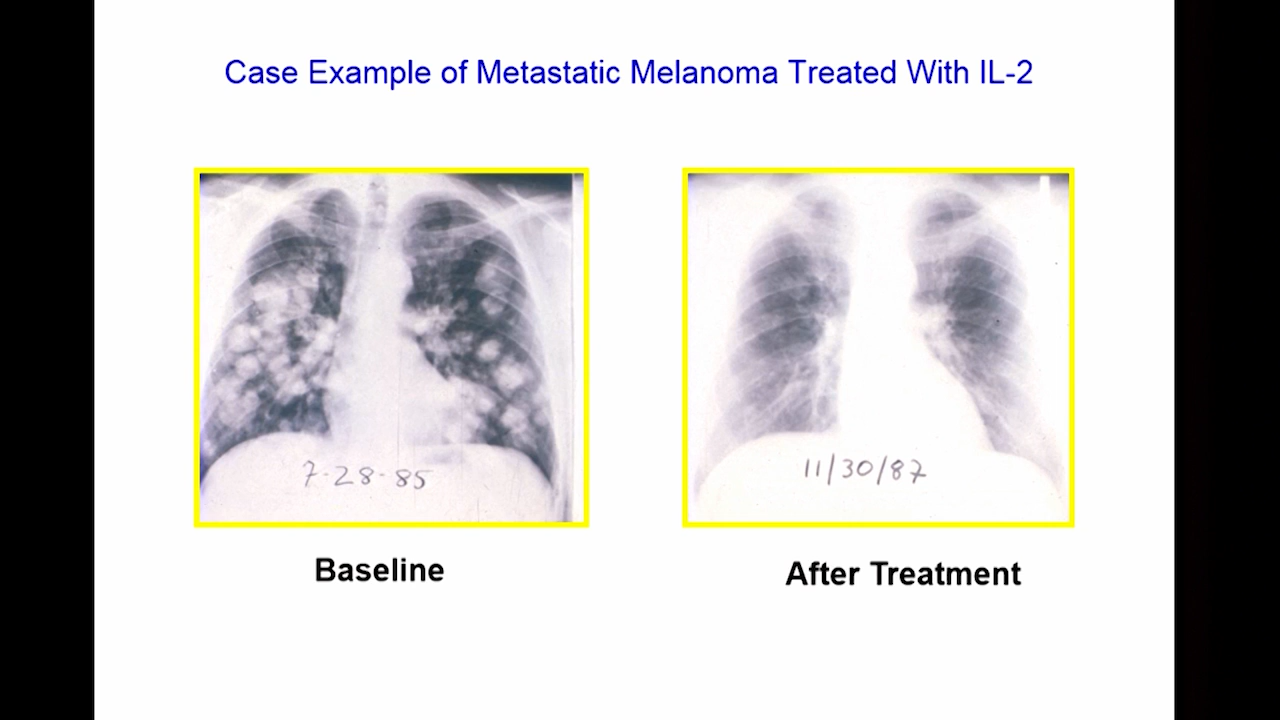 Case Example of Metastatic Melanoma Treated With IL-2
7-28-85
11/30/87
Baseline
After Treatment